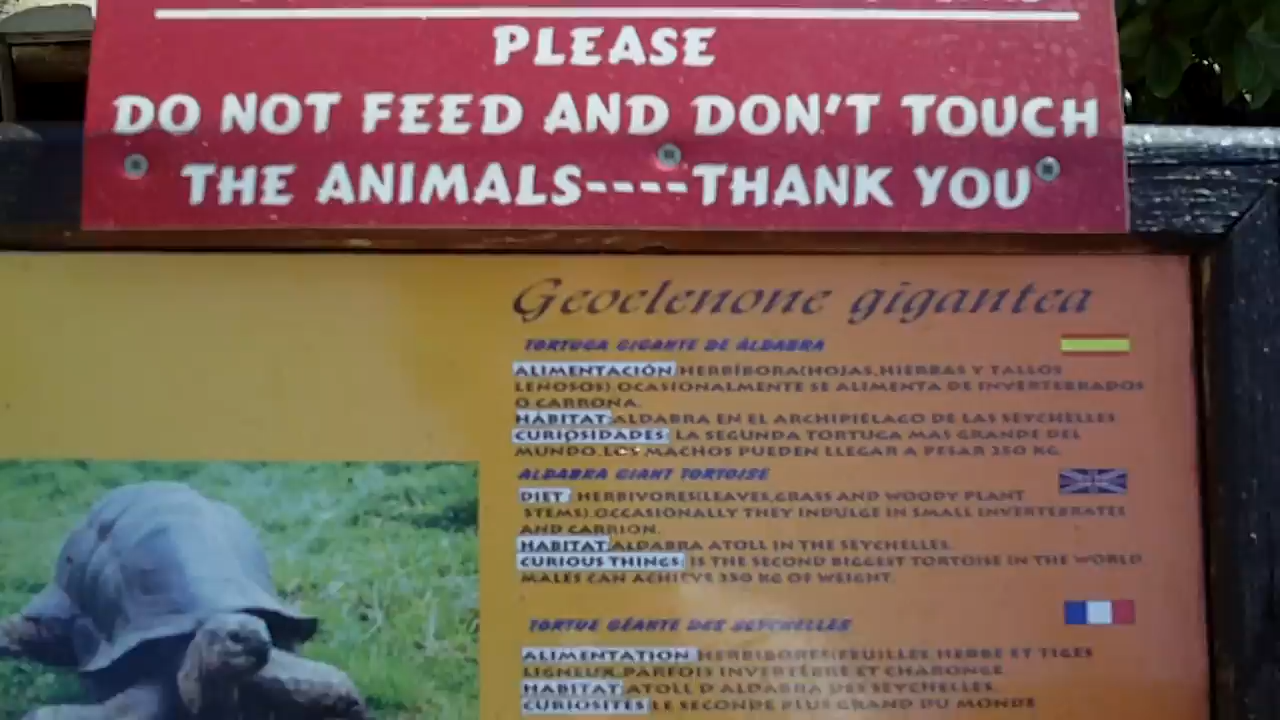 PLEASE
DO NOT FEED AND DON'T TOUCH
THE ANIMALS----THANK YOU
Geoclenone gigantea
TORTUGA GIGANTE DE ÁLDABRA
ALIMENTACIÓN:HERBÍBORA(HOJAS,HIERBAS Y TALLOS
LEÑOSOS).OCASIONALMENTE SE ALIMENTA DE INVERTEBRADOS
O CARROÑA.
HÁBITAT:ALDABRA EN EL ARCHIPIÉLAGO DE LAS SEYCHELLES
CURIOSIDADES: LA SEGUNDA TORTUGA MAS GRANDE DEL
MUNDO.LOS MACHOS PUEDEN LLEGAR A PESAR 250 KG.
ALDABRA GIANT TORTOISE
DIET: HERBIVORES(LEAVES,GRASS AND WOODY PLANT
STEMS).OCCASIONALLY THEY INDULGE IN SMALL INVERTEBRATES
AND CARRION.
HABITAT:ALDABRA ATOLL IN THE SEYCHELLES.
CURIOUS THINGS: IS THE SECOND BIGGEST TORTOISE IN THE WORLD.
MALES CAN ACHIEVE 250 KG OF WEIGHT.
TORTUE GÉANTE DES SEYCHELLES
ALIMENTATION:HERBIBORES(FEUILLES, HERBE ET TIGES
LIGNEUX.PARFOIS INVERTÉBRÉ ET CHARONGE
HABITAT:ATOLL D'ALDABRA DES SEYCHELLES.
CURIOSITÉS:LE SECONDE PLUS GRAND DU MONDE